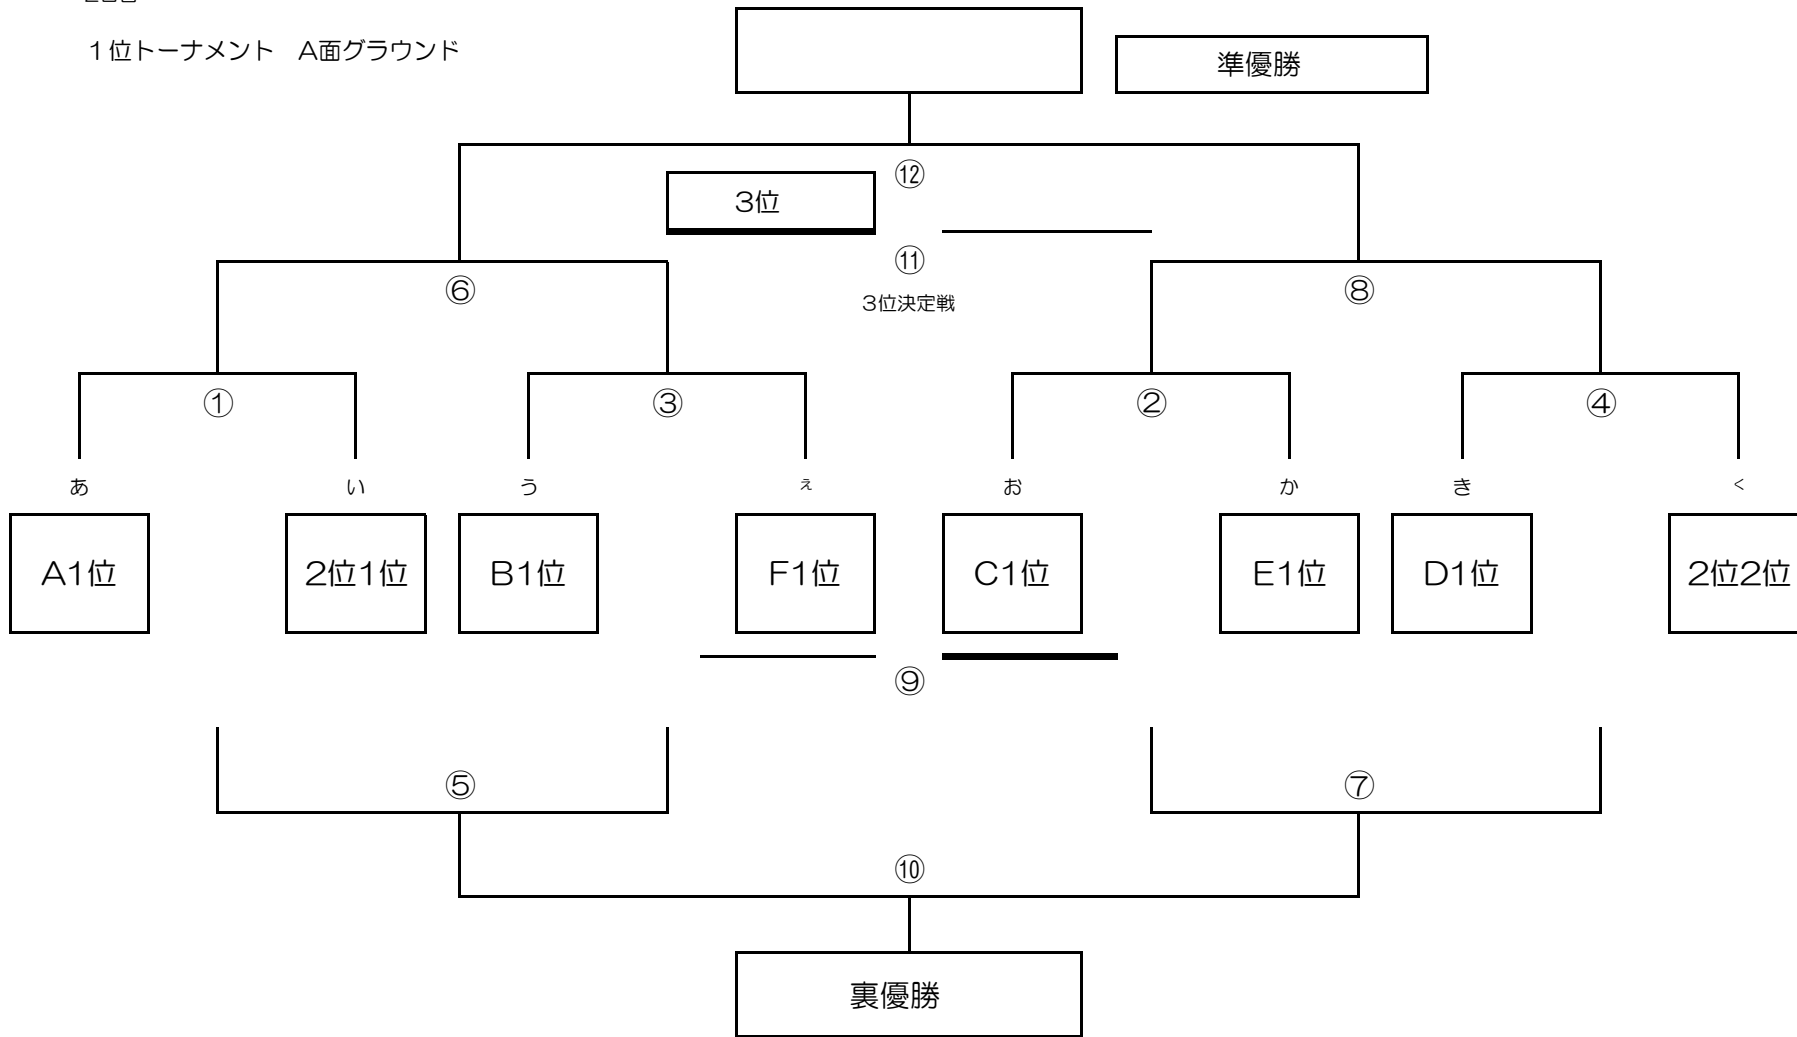 １位トーナメント　A面グラウンド
準優勝
⑫
3位
⑪
⑥
⑧
3位決定戦
①
③
②
④
あ
い
う
え
お
か
き
く
A1位
2位1位
B1位
F1位
C1位
E1位
D1位
2位2位
⑨
⑤
⑦
⑩
裏優勝